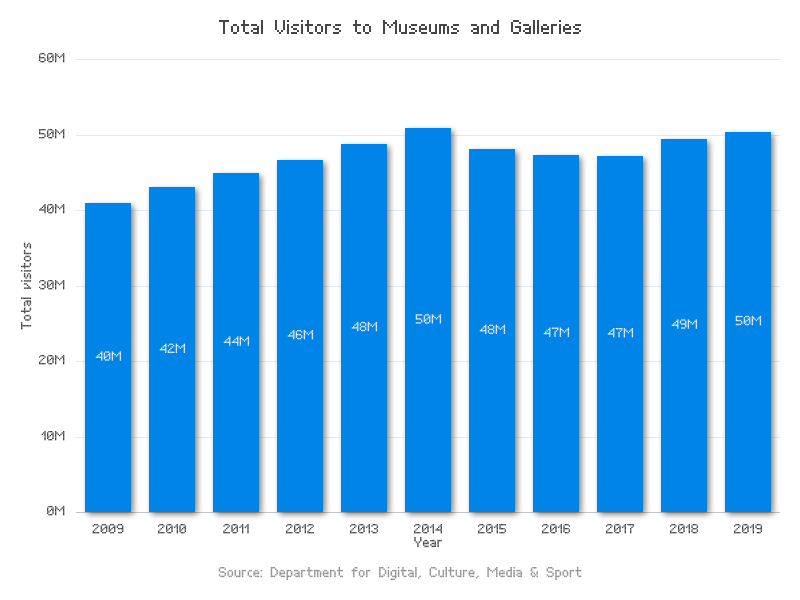 Total Visitors to Museums and Galleries
60M
50M
40M
30M
20M
10M
0M
Total visitors
40M 42M 44M 46M 48M 50M 48M 47M 47M 49M 50M
2009 2010 2011 2012 2013 2014 2015 2016 2017 2018 2019
Year
Source: Department for Digital, Culture, Media & Sport